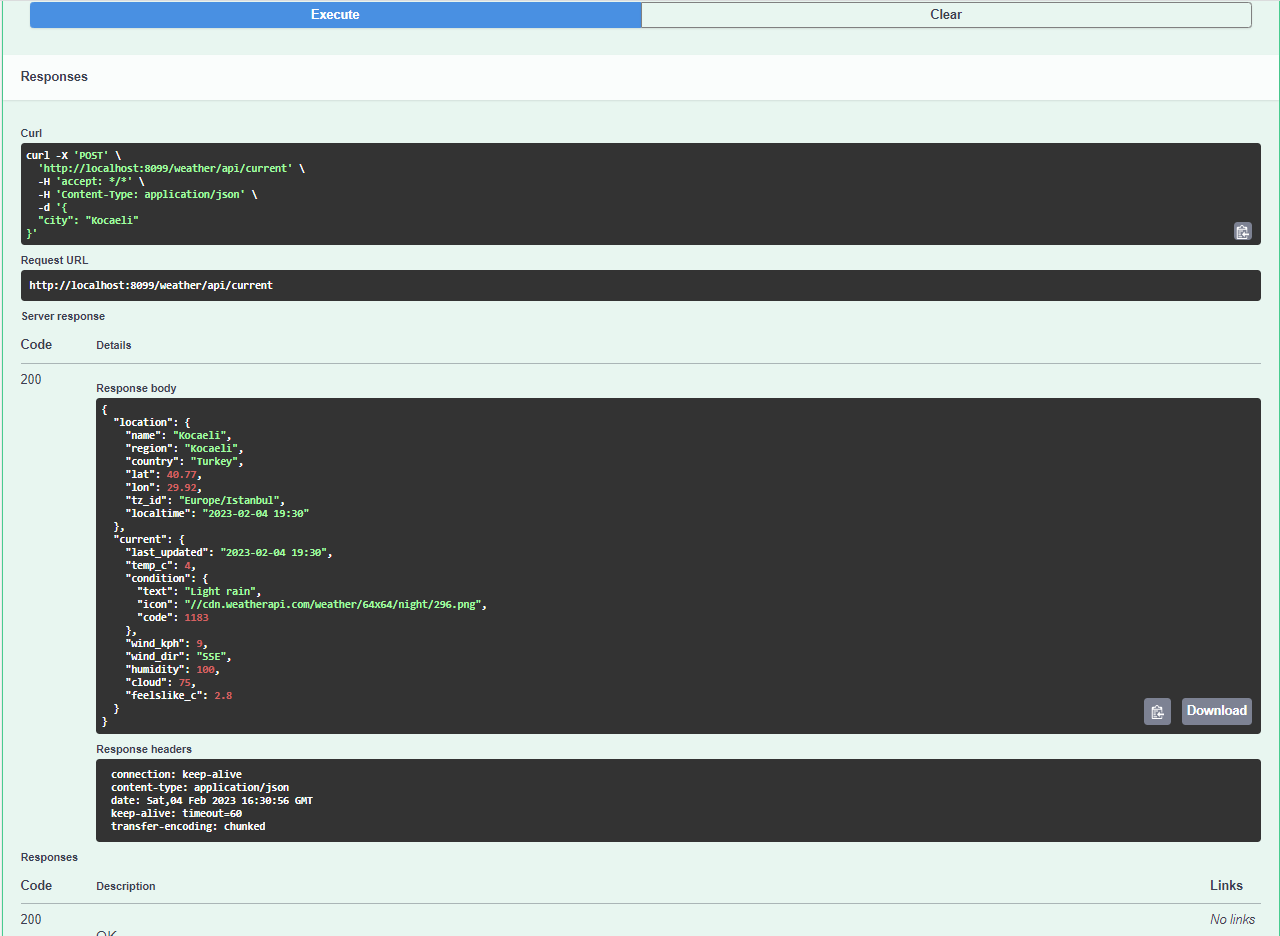 Execute Clear
Responses
Curl
curl -X 'POST' \
  'http://localhost:8099/weather/api/current' \
  -H 'accept: */*' \
  -H 'Content-Type: application/json' \
  -d '{
  "city": "Kocaeli"
}'
Request URL
http://localhost:8099/weather/api/current
Server response
Code Details
200
Response body
{
  "location": {
    "name": "Kocaeli",
    "region": "Kocaeli",
    "country": "Turkey",
    "lat": 40.77,
    "lon": 29.92,
    "tz_id": "Europe/Istanbul",
    "localtime": "2023-02-04 19:30"
  },
  "current": {
    "last_updated": "2023-02-04 19:30",
    "temp_c": 4,
    "condition": {
      "text": "Light rain",
      "icon": "//cdn.weatherapi.com/weather/64x64/night/296.png",
      "code": 1183
    },
    "wind_kph": 9,
    "wind_dir": "SSE",
    "humidity": 100,
    "cloud": 75,
    "feelslike_c": 2.8
  }
}
Download
Response headers
connection: keep-alive
content-type: application/json
date: Sat,04 Feb 2023 16:30:56 GMT
keep-alive: timeout=60
transfer-encoding: chunked
Responses
Code Description Links
200 No links
OK